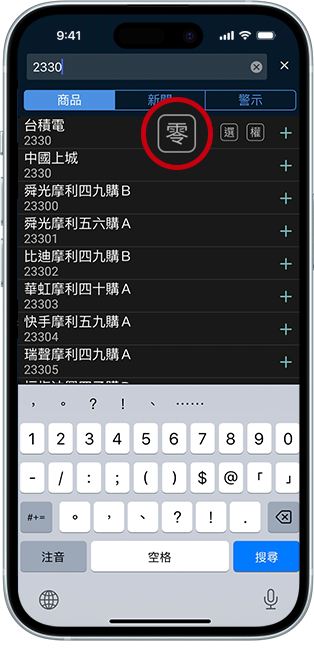 9:41
2330
商品 新聞 警示
台積電 零 選 權
2330
中國上城
2330
舜光摩利四九購B
23300
舜光摩利五六購A
23301
比迪摩利四九購B
23302
華虹摩利四十購A
23303
快手摩利五九購A
23304
瑞聲摩利四九購A
23305
， 。 ? ! 、 ……
1 2 3 4 5 6 7 8 9 0
- / : ; ( ) $ @ 「 」
#+= 。 ， 、 ? ! .
注音 空格 搜尋